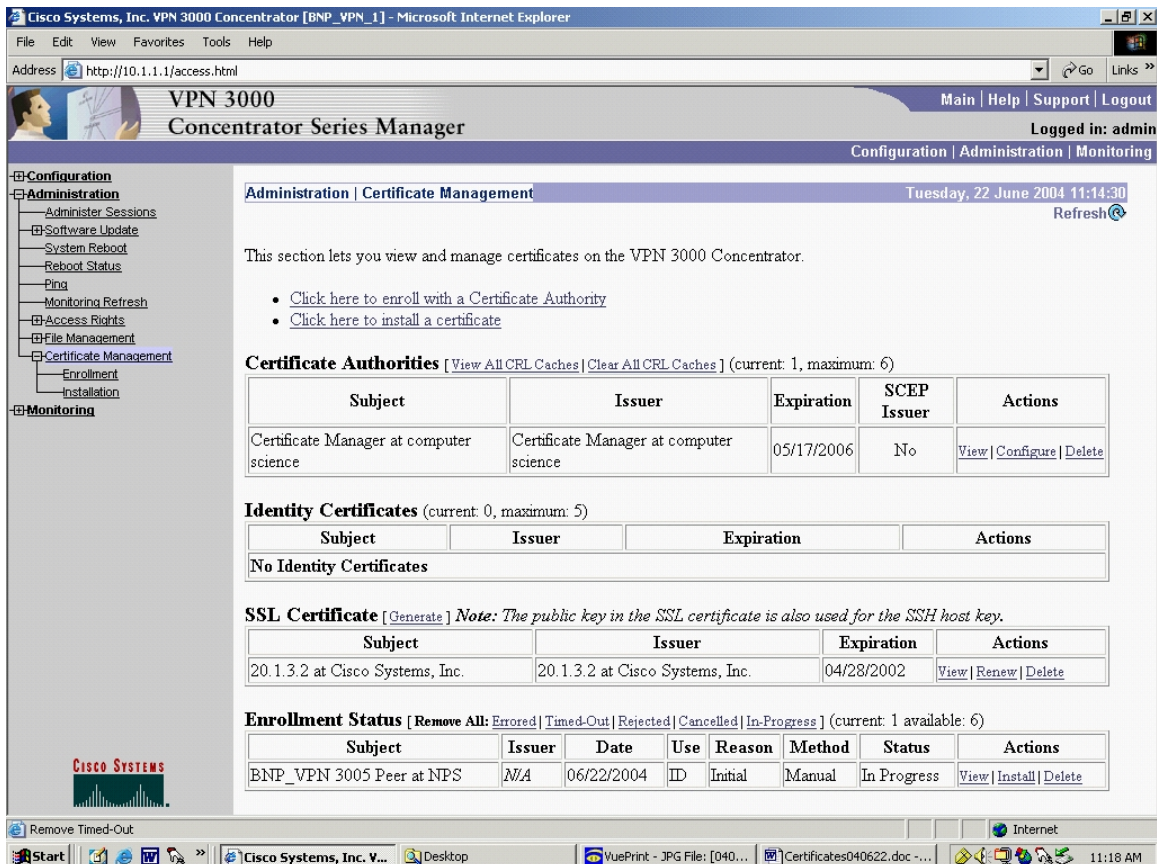 Cisco Systems, Inc. VPN 3000 Concentrator [BNP_VPN_1] - Microsoft Internet Explorer
File Edit View Favorites Tools Help
Address http://10.1.1.1/access.html Go Links »
VPN 3000
Concentrator Series Manager
Main | Help | Support | Logout
Logged in: admin
Configuration | Administration | Monitoring
Configuration
Administration
Administer Sessions
Software Update
System Reboot
Reboot Status
Ping
Monitoring Refresh
Access Rights
File Management
Certificate Management
Enrollment
Installation
Monitoring
CISCO SYSTEMS
Administration | Certificate Management
Tuesday, 22 June 2004 11:14:30
Refresh
This section lets you view and manage certificates on the VPN 3000 Concentrator.
• Click here to enroll with a Certificate Authority
• Click here to install a certificate
Certificate Authorities [ View All CRL Caches | Clear All CRL Caches ] (current: 1, maximum: 6)
Subject Issuer Expiration SCEP Issuer Actions
Certificate Manager at computer science Certificate Manager at computer science 05/17/2006 No View | Configure | Delete
Identity Certificates (current: 0, maximum: 5)
Subject Issuer Expiration Actions
No Identity Certificates
SSL Certificate [ Generate ] Note: The public key in the SSL certificate is also used for the SSH host key.
Subject Issuer Expiration Actions
20.1.3.2 at Cisco Systems, Inc. 20.1.3.2 at Cisco Systems, Inc. 04/28/2002 View | Renew | Delete
Enrollment Status [ Remove All: Errored | Timed-Out | Rejected | Cancelled | In-Progress ] (current: 1 available: 6)
Subject Issuer Date Use Reason Method Status Actions
BNP_VPN 3005 Peer at NPS N/A 06/22/2004 ID Initial Manual In Progress View | Install | Delete
Remove Timed-Out
Internet
Start » Cisco Systems, Inc. V... Desktop VuePrint - JPG File: [040... Certificates040622.doc -... 11:18 AM